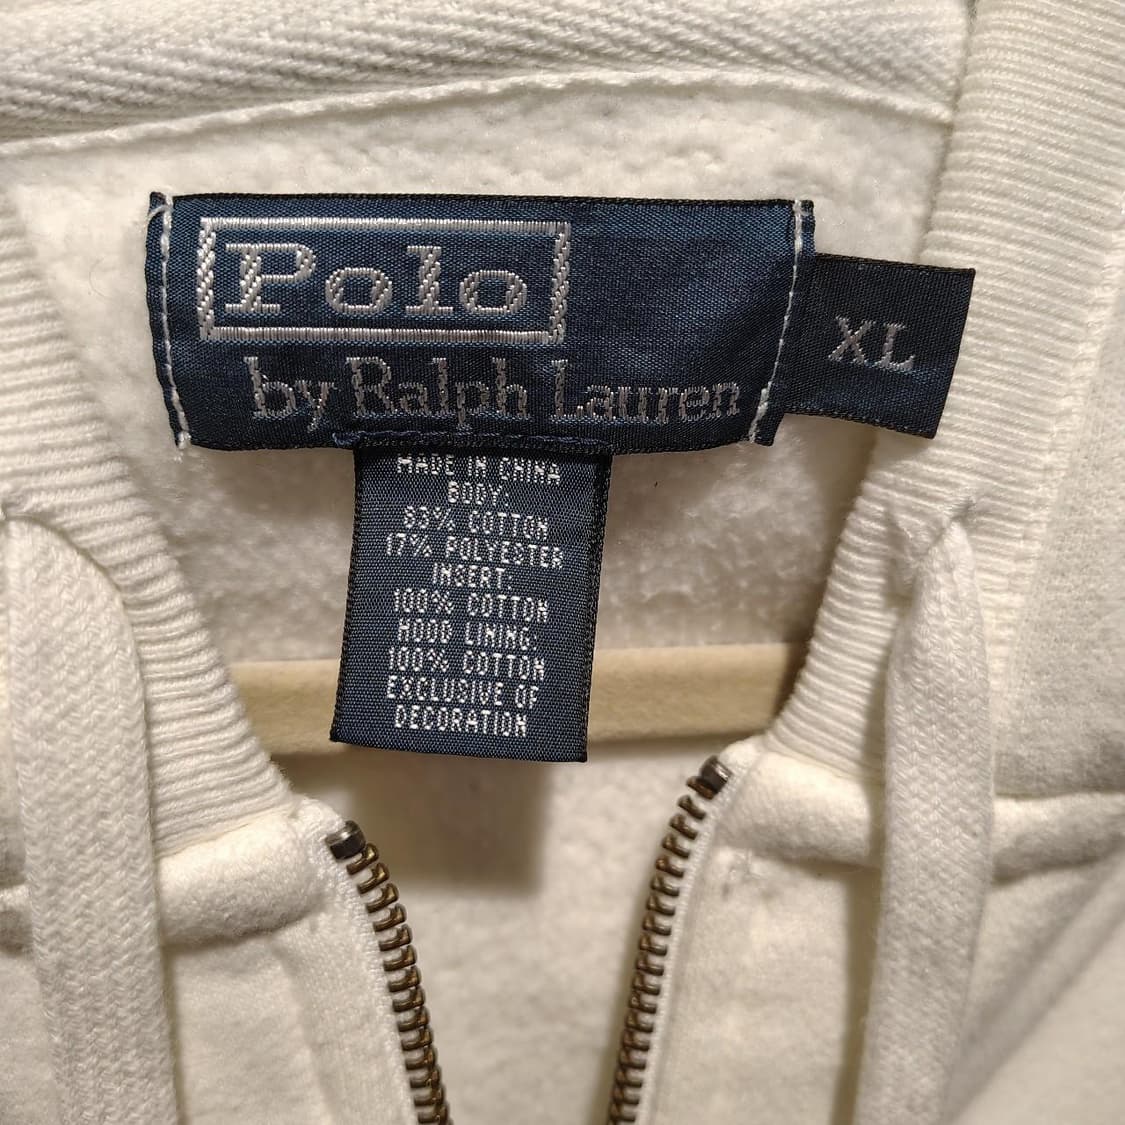 Polo
by Ralph Lauren
XL
MADE IN CHINA
BODY:
83% COTTON
17% POLYESTER
INSERT:
100% COTTON
HOOD LINING:
100% COTTON
EXCLUSIVE OF
DECORATION